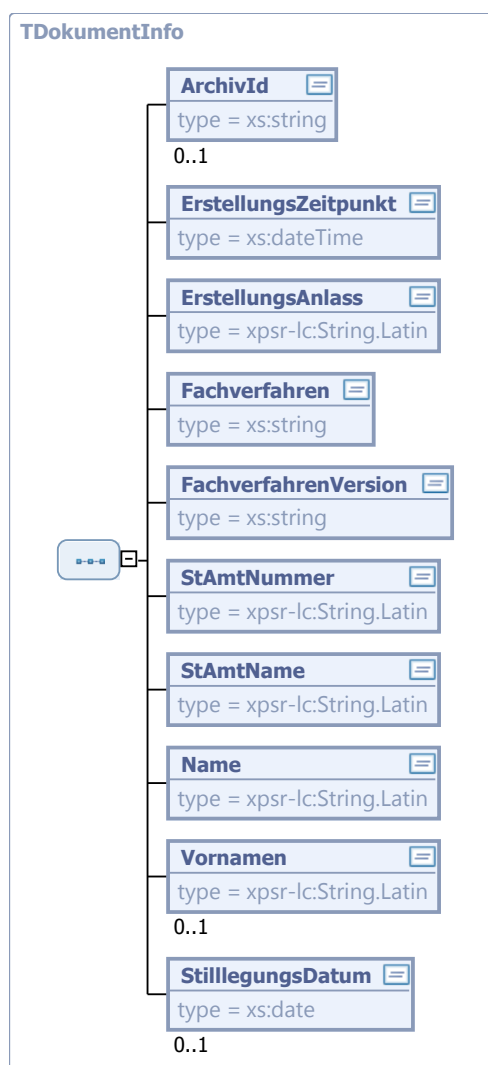 TDokumentInfo
ArchivId
type = xs:string
0..1
ErstellungsZeitpunkt
type = xs:dateTime
ErstellungsAnlass
type = xpsr-lc:String.Latin
Fachverfahren
type = xs:string
FachverfahrenVersion
type = xs:string
StAmtNummer
type = xpsr-lc:String.Latin
StAmtName
type = xpsr-lc:String.Latin
Name
type = xpsr-lc:String.Latin
Vornamen
type = xpsr-lc:String.Latin
0..1
StilllegungsDatum
type = xs:date
0..1